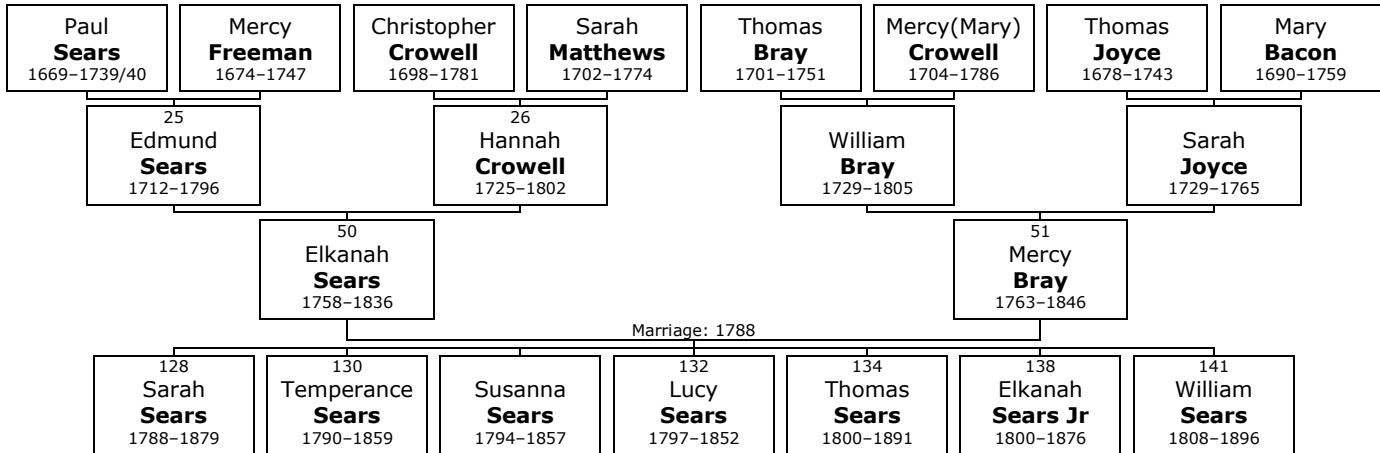 Paul
Sears
1669–1739/40
Mercy
Freeman
1674–1747
Christopher
Crowell
1698–1781
Sarah
Matthews
1702–1774
Thomas
Bray
1701–1751
Mercy(Mary)
Crowell
1704–1786
Thomas
Joyce
1678–1743
Mary
Bacon
1690–1759
25
Edmund
Sears
1712–1796
26
Hannah
Crowell
1725–1802
William
Bray
1729–1805
Sarah
Joyce
1729–1765
50
Elkanah
Sears
1758–1836
51
Mercy
Bray
1763–1846
Marriage: 1788
128
Sarah
Sears
1788–1879
130
Temperance
Sears
1790–1859
Susanna
Sears
1794–1857
132
Lucy
Sears
1797–1852
134
Thomas
Sears
1800–1891
138
Elkanah
Sears Jr
1800–1876
141
William
Sears
1808–1896